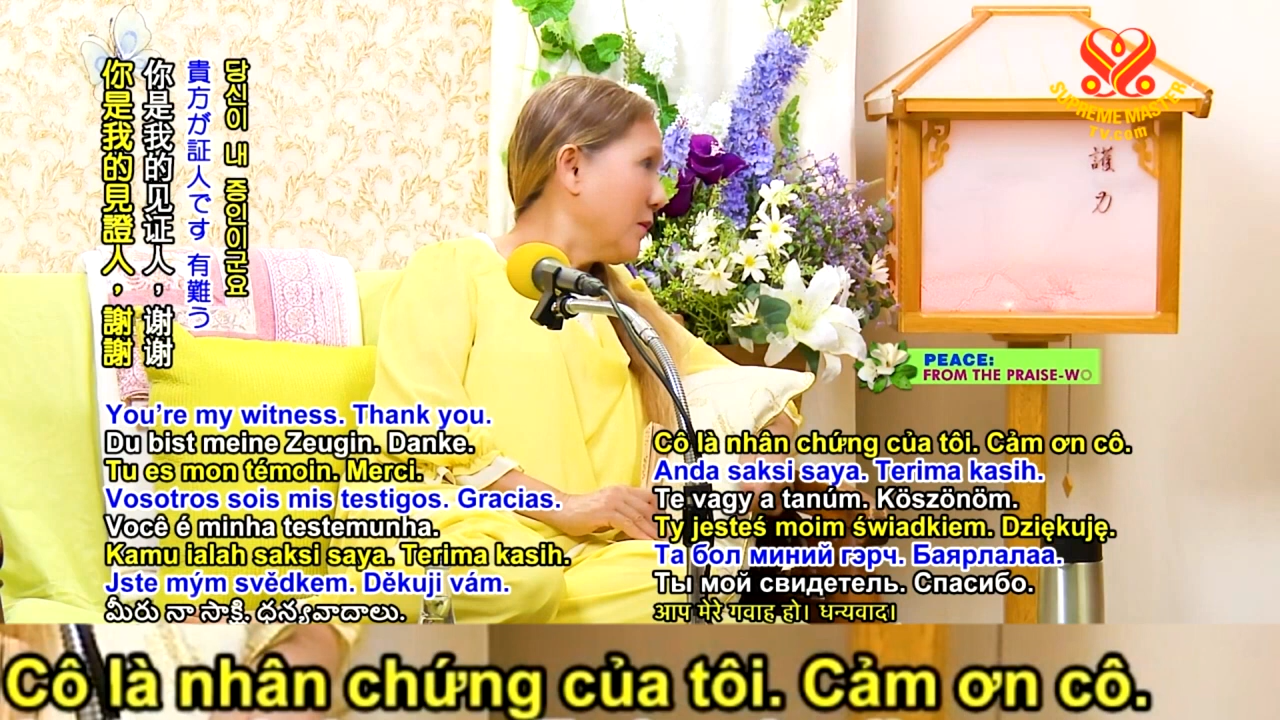 你是我的見證人，謝謝
你是我的见证人，谢谢
貴方が証人です 有難う
당신이 내 증인이군요
SUPREME MASTER
TV.com
護力
PEACE:
FROM THE PRAISE-WO
You're my witness. Thank you.
Du bist meine Zeugin. Danke.
Tu es mon témoin. Merci.
Vosotros sois mis testigos. Gracias.
Você é minha testemunha.
Kamu ialah saksi saya. Terima kasih.
Jste mým svědkem. Děkuji vám.
మీరు నా సాక్షి. ధన్యవాదాలు.
Cô là nhân chứng của tôi. Cảm ơn cô.
Anda saksi saya. Terima kasih.
Te vagy a tanúm. Köszönöm.
Ty jesteś moim świadkiem. Dziękuję.
Та бол миний гэрч. Баярлалаа.
Ты мой свидетель. Спасибо.
आप मेरे गवाह हो। धन्यवाद।
Cô là nhân chứng của tôi. Cảm ơn cô.